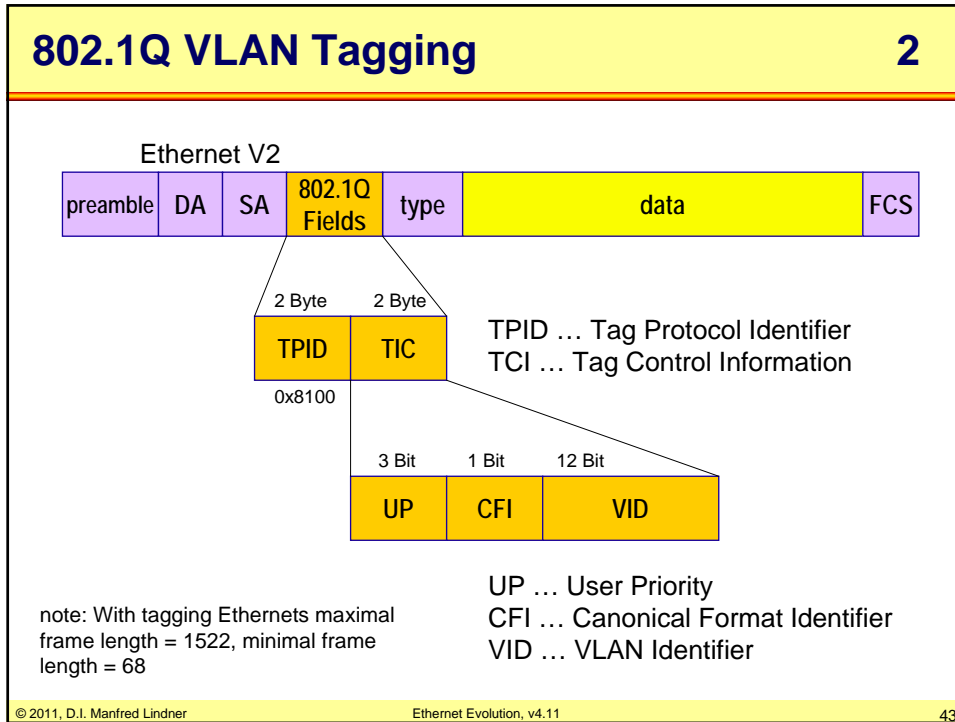 802.1Q VLAN Tagging 2
Ethernet V2
preamble DA SA 802.1Q Fields type data FCS
2 Byte 2 Byte
TPID TIC
0x8100
TPID … Tag Protocol Identifier
TCI … Tag Control Information
3 Bit 1 Bit 12 Bit
UP CFI VID
note: With tagging Ethernets maximal
frame length = 1522, minimal frame
length = 68
UP … User Priority
CFI … Canonical Format Identifier
VID … VLAN Identifier
© 2011, D.I. Manfred Lindner Ethernet Evolution, v4.11 43